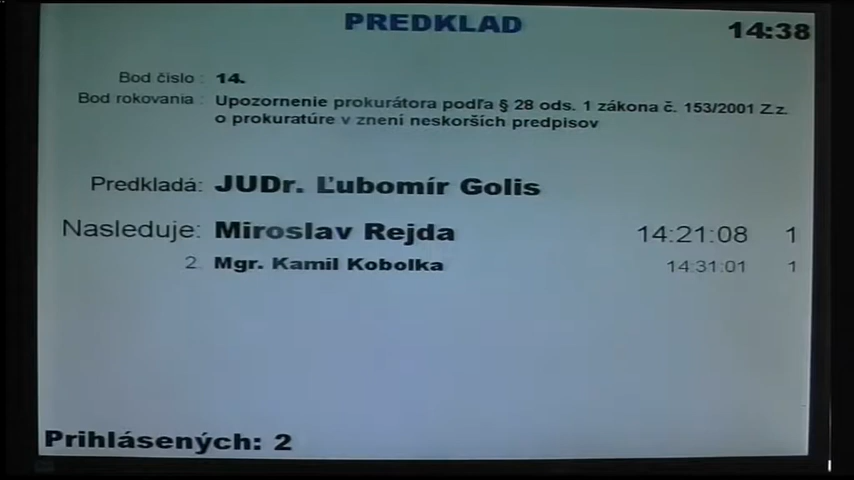 PREDKLAD 14:38
Bod čislo : 14.
Bod rokovania : Upozornenie prokurátora podľa § 28 ods. 1 zákona č. 153/2001 Z.z.
o prokuratúre v znení neskorších predpisov
Predkladá: JUDr. Ľubomír Golis
Nasleduje: Miroslav Rejda 14:21:08 1
2 Mgr. Kamil Kobolka 14:31:01 1
Prihlásených: 2